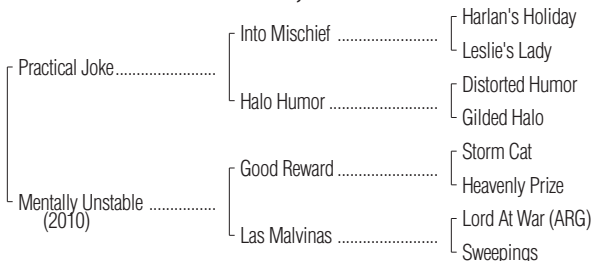 Harlan's Holiday
Into Mischief ......................
Leslie's Lady
Practical Joke......................
Distorted Humor
Halo Humor ........................
Gilded Halo
Storm Cat
Good Reward ......................
Heavenly Prize
Mentally Unstable ...............
(2010)
Lord At War (ARG)
Las Malvinas ......................
Sweepings